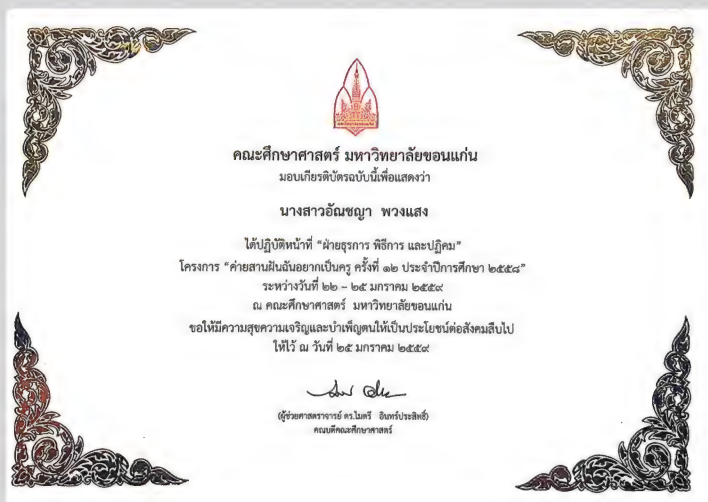 คณะศึกษาศาสตร์ มหาวิทยาลัยขอนแก่น
มอบเกียรติบัตรฉบับนี้เพื่อแสดงว่า
นางสาวอัณชญา พวงแสง
ได้ปฏิบัติหน้าที่ “ฝ่ายธุรการ พิธีการ และปฏิคม”
โครงการ “ค่ายสานฝันฉันอยากเป็นครู ครั้งที่ ๑๒ ประจำปีการศึกษา ๒๕๕๘”
ระหว่างวันที่ ๒๒ – ๒๕ มกราคม ๒๕๕๙
ณ คณะศึกษาศาสตร์ มหาวิทยาลัยขอนแก่น
ขอให้มีความสุขความเจริญและบำเพ็ญตนให้เป็นประโยชน์ต่อสังคมสืบไป
ให้ไว้ ณ วันที่ ๒๕ มกราคม ๒๕๕๙
(ผู้ช่วยศาสตราจารย์ ดร.ไมตรี อินทร์ประสิทธิ์)
คณบดีคณะศึกษาศาสตร์